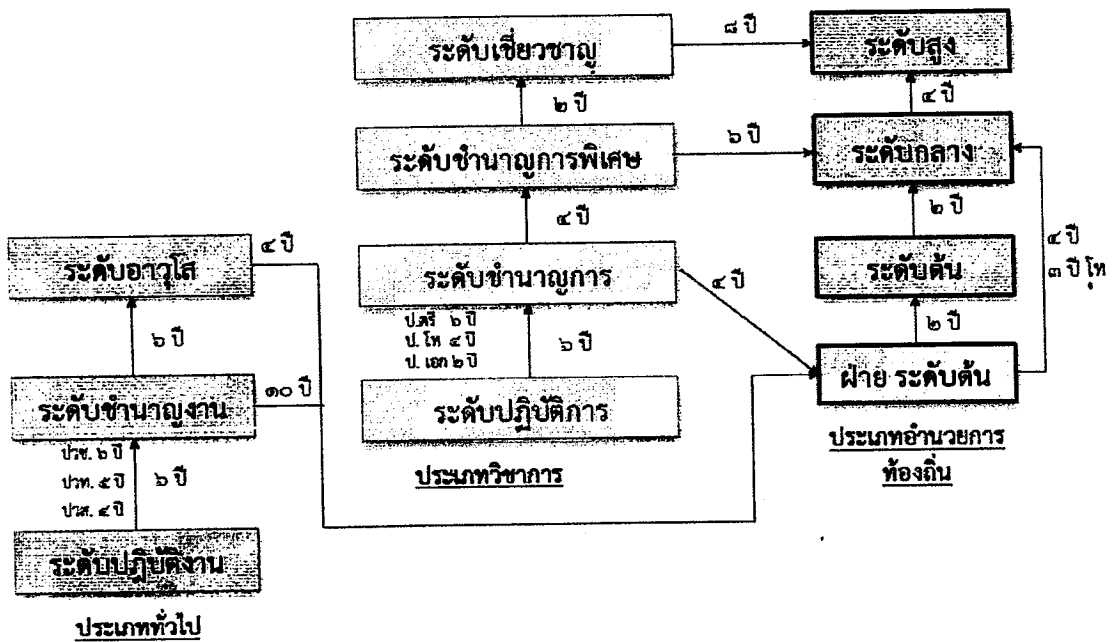 ระดับเชี่ยวชาญ
๘ ปี
ระดับสูง
๒ ปี
๔ ปี
ระดับชำนาญการพิเศษ
๖ ปี
ระดับกลาง
๔ ปี
๒ ปี
๔ ปี
๓ ปี โท
ระดับอาวุโส
๔ ปี
ระดับชำนาญการ
๔ ปี
ระดับต้น
๖ ปี
ป.ตรี ๖ ปี
ป.โท ๔ ปี
ป.เอก ๒ ปี
๖ ปี
๒ ปี
ระดับชำนาญงาน
๑๐ ปี
ระดับปฏิบัติการ
ฝ่าย ระดับต้น
ปวช. ๖ ปี
ปวท. ๕ ปี
ปวส. ๔ ปี
๖ ปี
ประเภทวิชาการ
ประเภทอำนวยการ
ท้องถิ่น
ระดับปฏิบัติงาน
ประเภททั่วไป